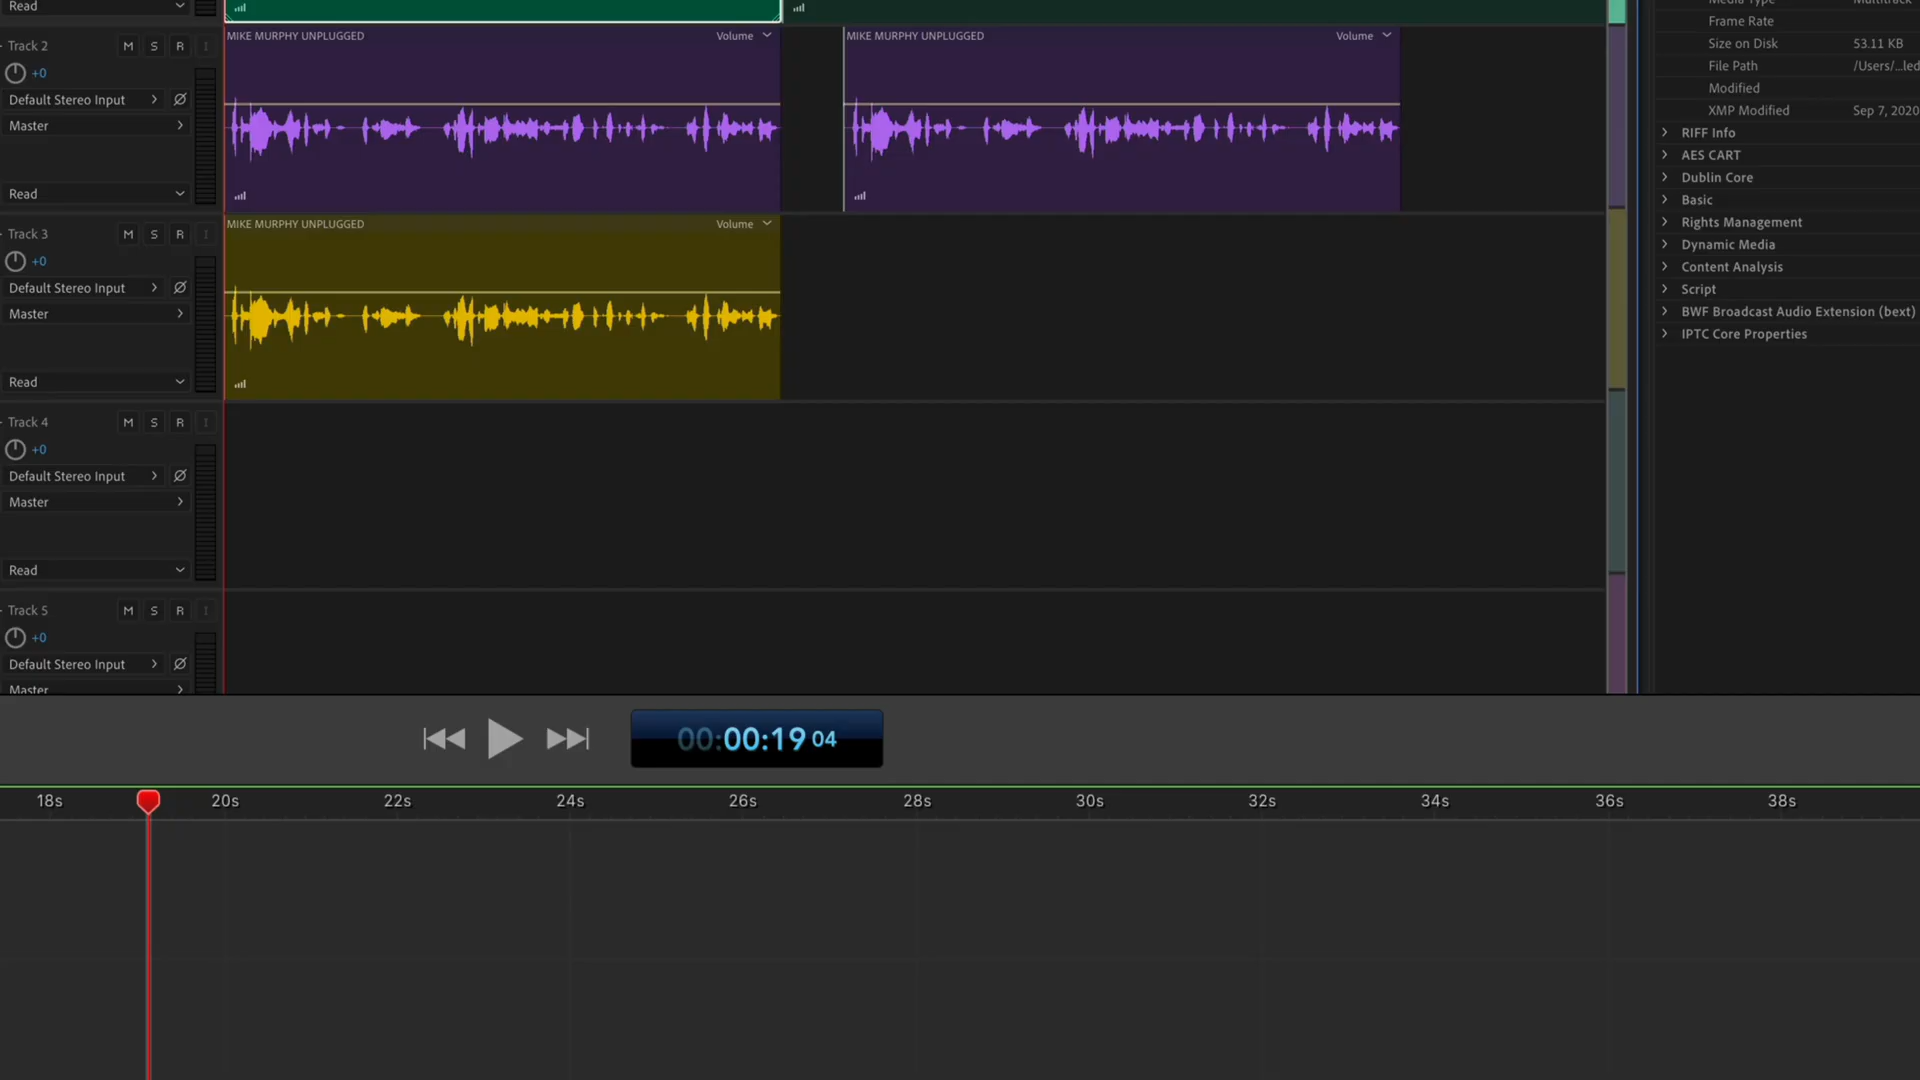 Read
Media Type Multitrack
Frame Rate
Track 2 M S R I
MIKE MURPHY UNPLUGGED Volume
MIKE MURPHY UNPLUGGED Volume
Size on Disk 53.11 KB
+0
File Path /Users/...led
Default Stereo Input
Modified
Master
XMP Modified Sep 7, 2020
RIFF Info
AES CART
Dublin Core
Read
Basic
Rights Management
Track 3 M S R I
MIKE MURPHY UNPLUGGED Volume
Dynamic Media
+0
Content Analysis
Default Stereo Input
Script
Master
BWF Broadcast Audio Extension (bext)
IPTC Core Properties
Read
Track 4 M S R I
+0
Default Stereo Input
Master
Read
Track 5 M S R I
+0
Default Stereo Input
Master
00:00:19 04
18s 20s 22s 24s 26s 28s 30s 32s 34s 36s 38s